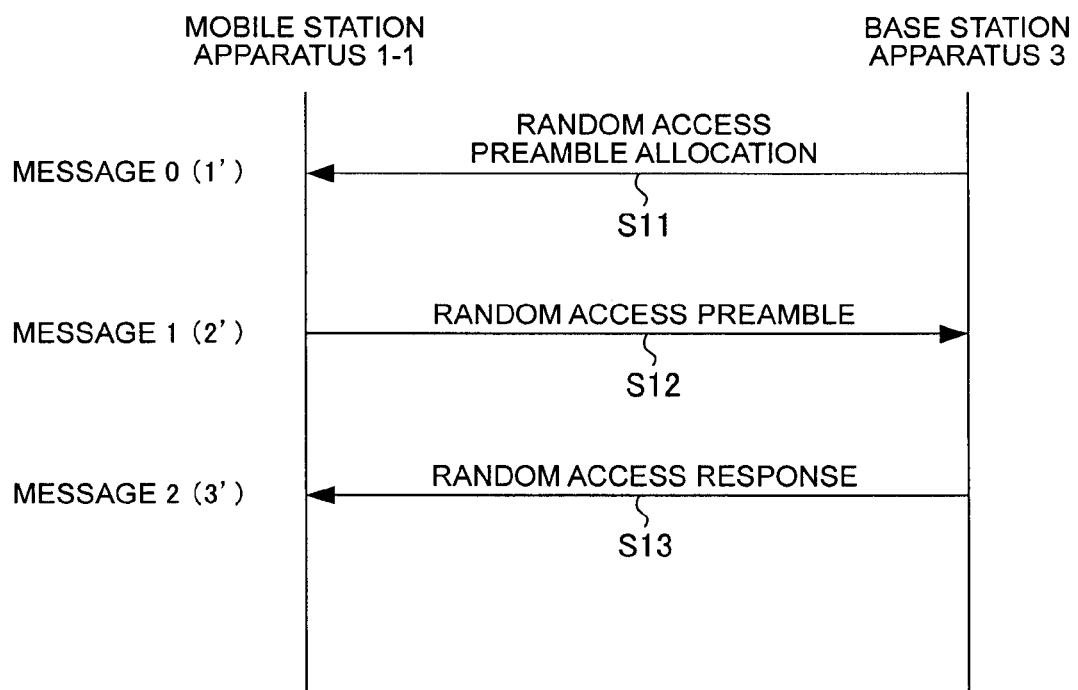 MOBILE STATION
APPARATUS 1-1
BASE STATION
APPARATUS 3
RANDOM ACCESS
PREAMBLE ALLOCATION
MESSAGE 0 (1')
S11
RANDOM ACCESS PREAMBLE
MESSAGE 1 (2')
S12
RANDOM ACCESS RESPONSE
MESSAGE 2 (3')
S13